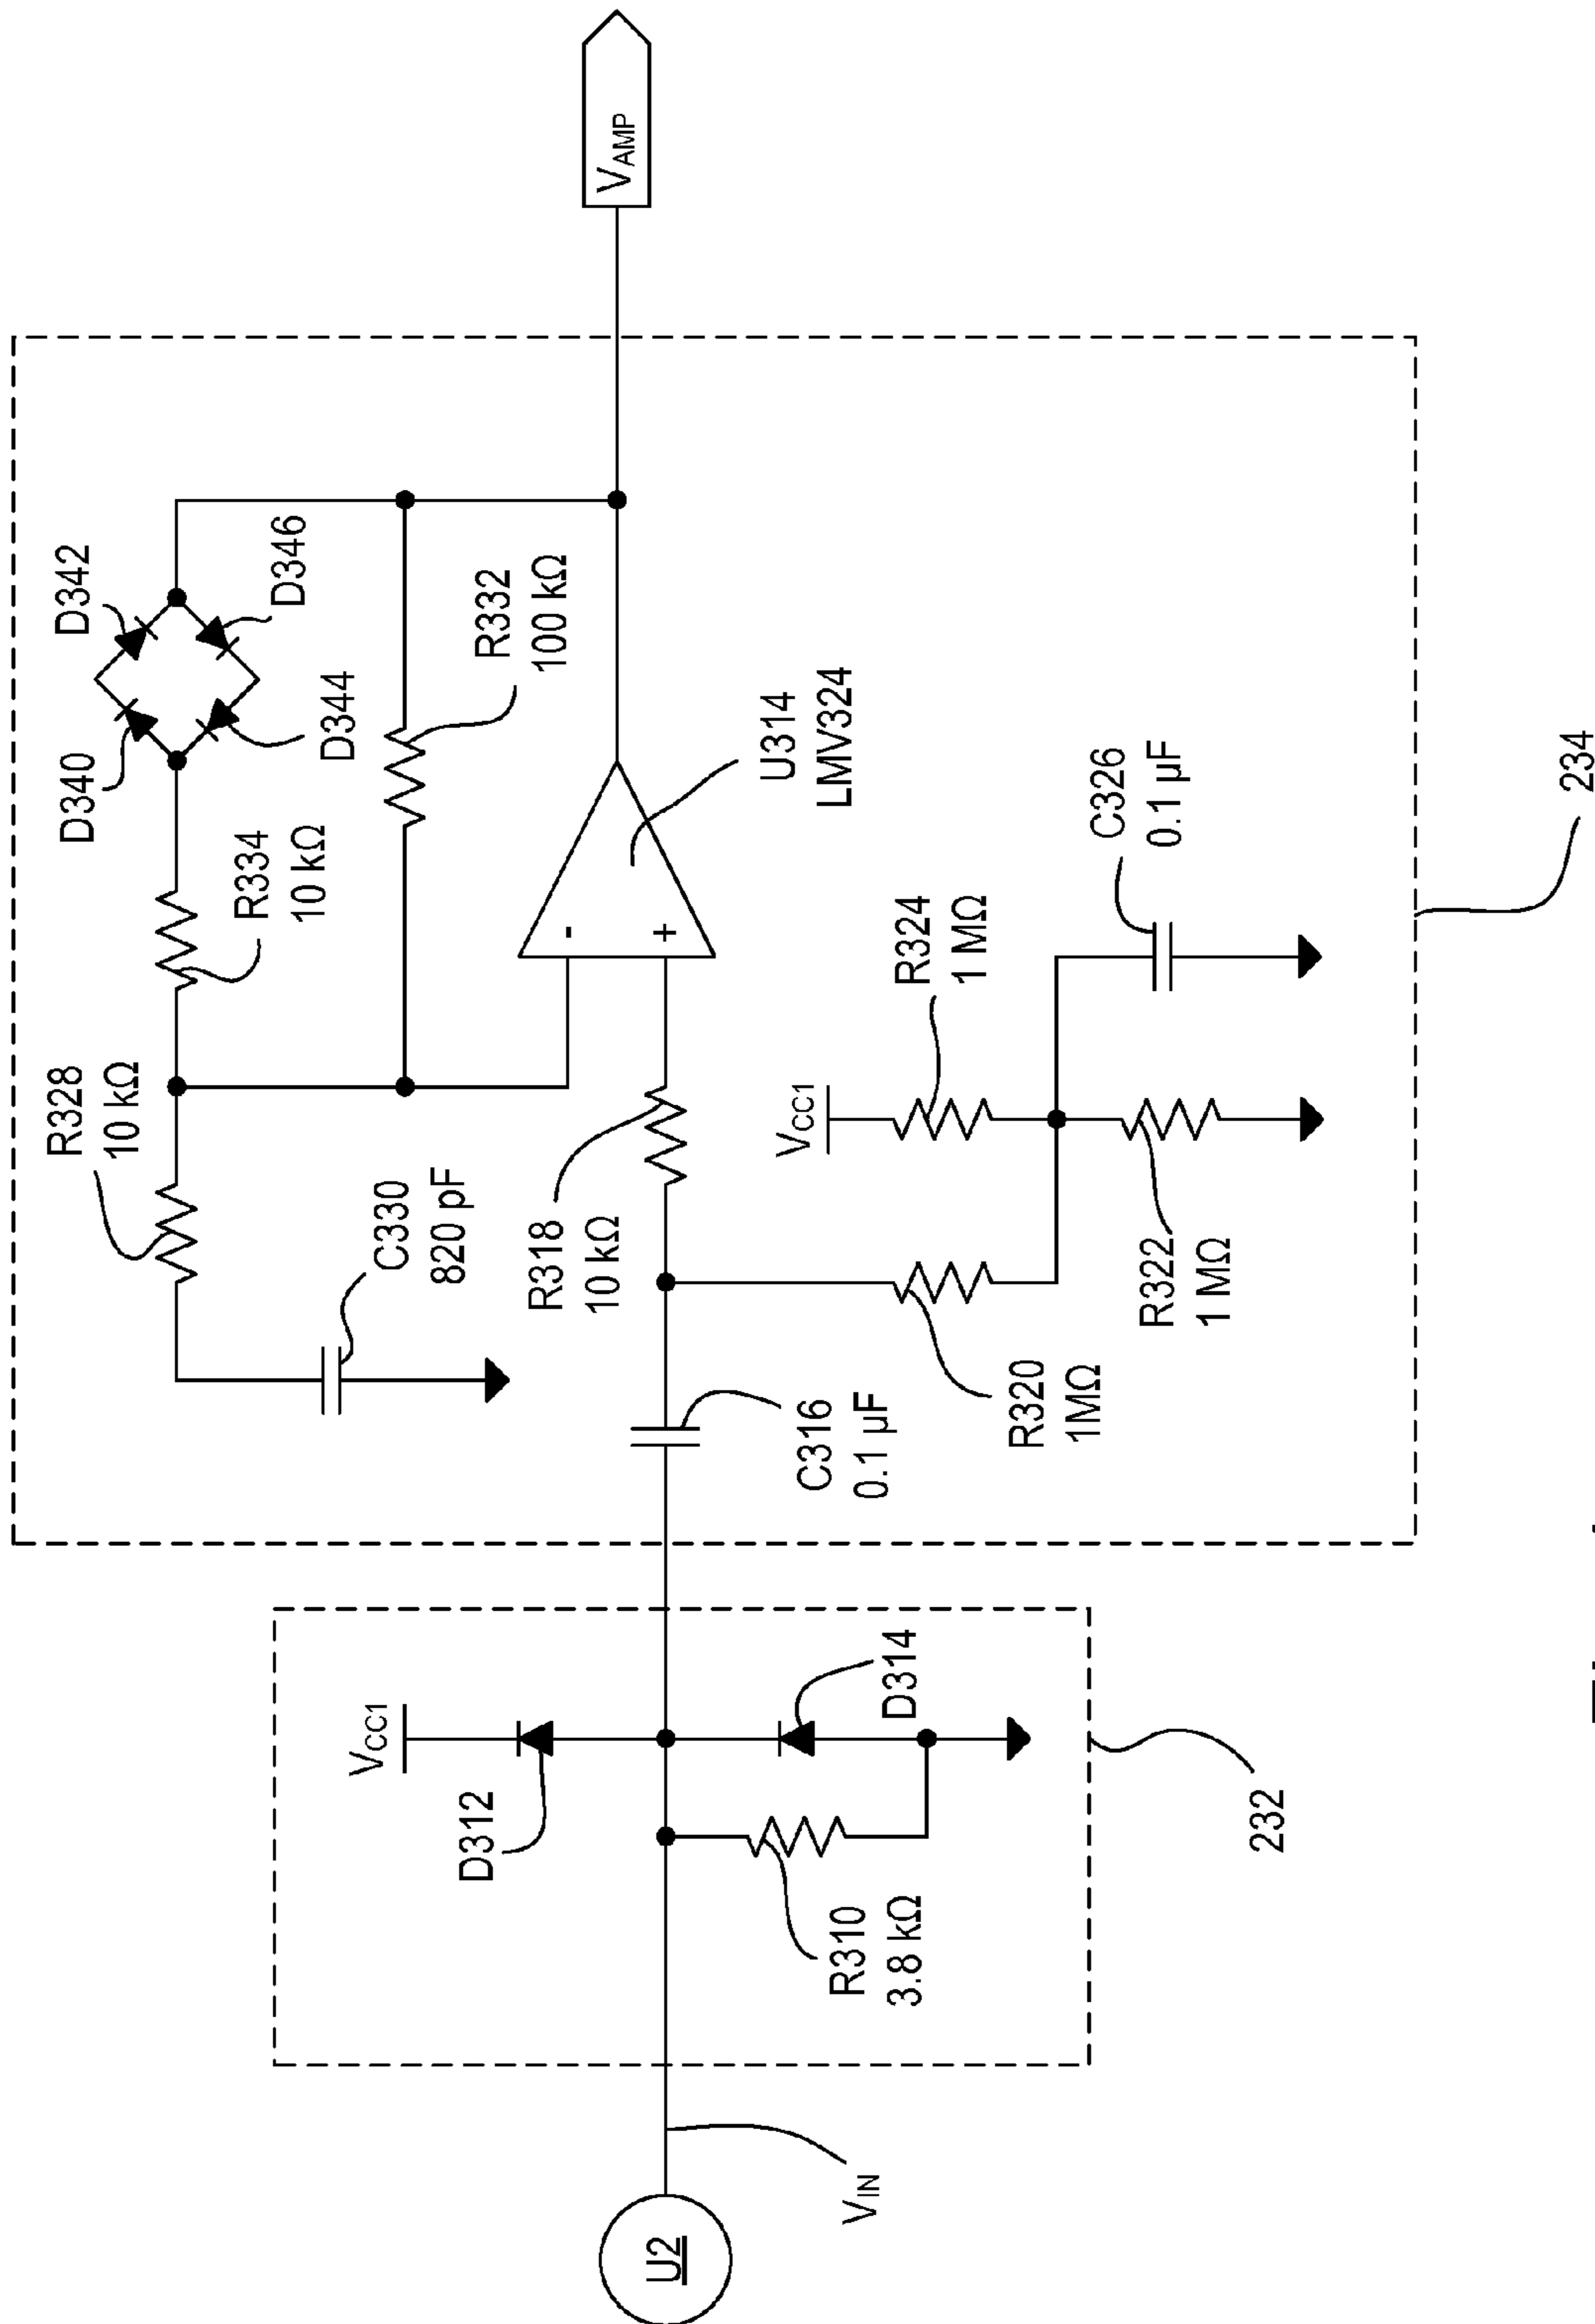 U2
VIN
232
R310
3.8 kΩ
D312
VCC1
D314
C316
0.1 µF
R320
1MΩ
R318
10 kΩ
C330
820 pF
R328
10 kΩ
R322
1 MΩ
VCC1
R324
1 MΩ
C326
0.1 µF
234
-
+
U314
LMV324
R334
10 kΩ
R332
100 kΩ
D340
D344
D342
D346
VAMP